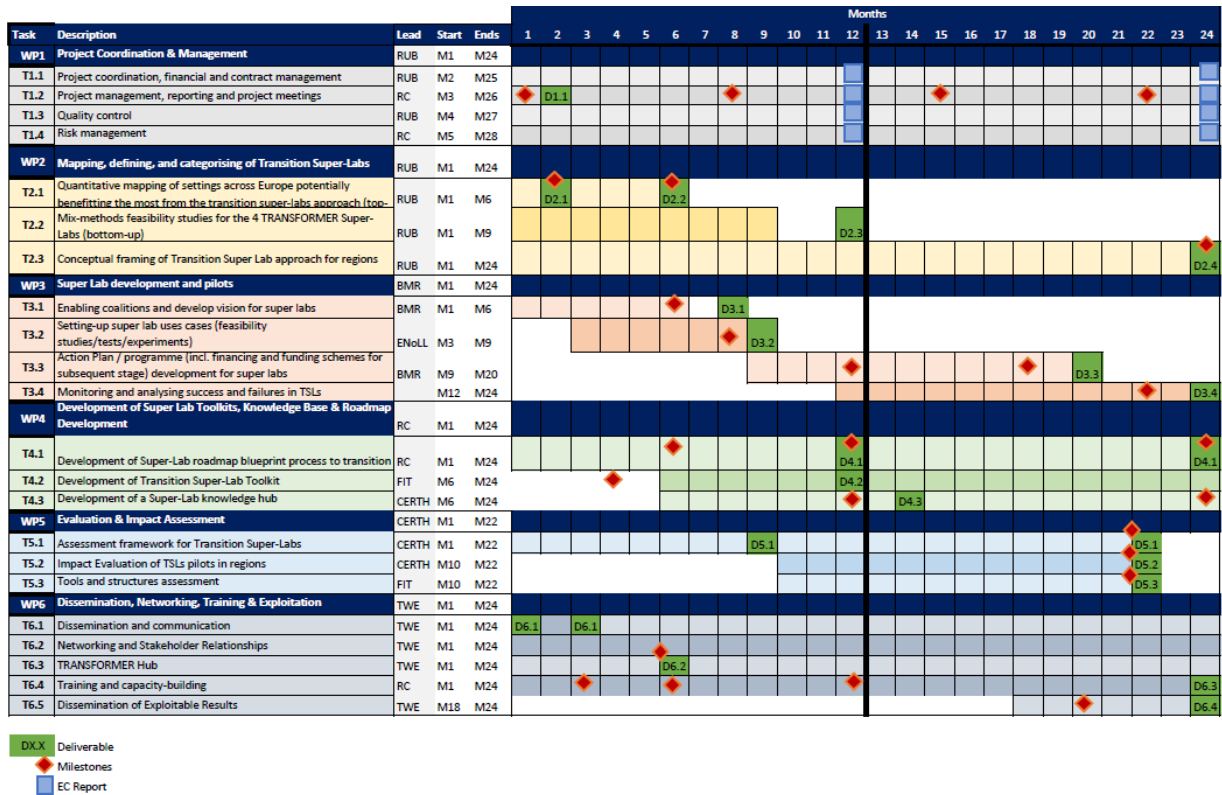 Months
Task Description Lead Start Ends 1 2 3 4 5 6 7 8 9 10 11 12 13 14 15 16 17 18 19 20 21 22 23 24
WP1 Project Coordination & Management RUB M1 M24
T1.1 Project coordination, financial and contract management RUB M2 M25
T1.2 Project management, reporting and project meetings RC M3 M26 D1.1
T1.3 Quality control RUB M4 M27
T1.4 Risk management RC M5 M28
WP2 Mapping, defining, and categorising of Transition Super-Labs RUB M1 M24
T2.1 Quantitative mapping of settings across Europe potentially
benefitting the most from the transition super-labs approach (top- RUB M1 M6 D2.1 D2.2
T2.2 Mix-methods feasibility studies for the 4 TRANSFORMER Super-
Labs (bottom-up) RUB M1 M9 D2.3
T2.3 Conceptual framing of Transition Super Lab approach for regions RUB M1 M24 D2.4
WP3 Super Lab development and pilots BMR M1 M24
T3.1 Enabling coalitions and develop vision for super labs BMR M1 M6 D3.1
T3.2 Setting-up super lab uses cases (feasibility
studies/tests/experiments) ENoLL M3 M9 D3.2
T3.3 Action Plan / programme (incl. financing and funding schemes for
subsequent stage) development for super labs BMR M9 M20 D3.3
T3.4 Monitoring and analysing success and failures in TSLs M12 M24 D3.4
WP4 Development of Super Lab Toolkits, Knowledge Base & Roadmap
Development RC M1 M24
T4.1 Development of Super-Lab roadmap blueprint process to transition RC M1 M24 D4.1 D4.1
T4.2 Development of Transition Super-Lab Toolkit FIT M6 M24 D4.2
T4.3 Development of a Super-Lab knowledge hub CERTH M6 M24 D4.3
WP5 Evaluation & Impact Assessment CERTH M1 M22
T5.1 Assessment framework for Transition Super-Labs CERTH M1 M22 D5.1 D5.1
T5.2 Impact Evaluation of TSLs pilots in regions CERTH M10 M22 D5.2
T5.3 Tools and structures assessment FIT M10 M22 D5.3
WP6 Dissemination, Networking, Training & Exploitation TWE M1 M24
T6.1 Dissemination and communication TWE M1 M24 D6.1 D6.1
T6.2 Networking and Stakeholder Relationships TWE M1 M24
T6.3 TRANSFORMER Hub TWE M1 M24 D6.2
T6.4 Training and capacity-building RC M1 M24 D6.3
T6.5 Dissemination of Exploitable Results TWE M18 M24 D6.4
DX.X Deliverable
Milestones
EC Report